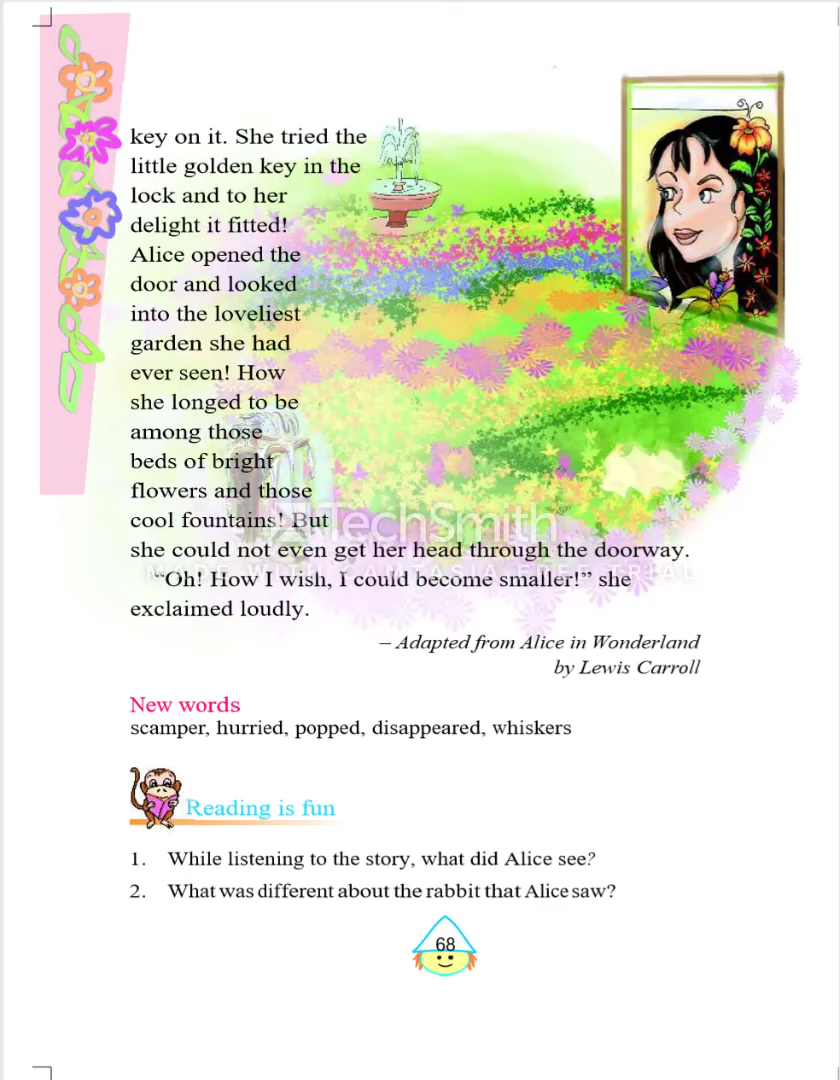 key on it. She tried the
little golden key in the
lock and to her
delight it fitted!
Alice opened the
door and looked
into the loveliest
garden she had
ever seen! How
she longed to be
among those
beds of bright
flowers and those
cool fountains! But
TechSmith
she could not even get her head through the doorway.
MADE WITH CAMTASIA FREE TRIAL
“Oh! How I wish, I could become smaller!” she
exclaimed loudly.
– Adapted from Alice in Wonderland
by Lewis Carroll
New words
scamper, hurried, popped, disappeared, whiskers
Reading is fun
1. While listening to the story, what did Alice see?
2. What was different about the rabbit that Alice saw?
68